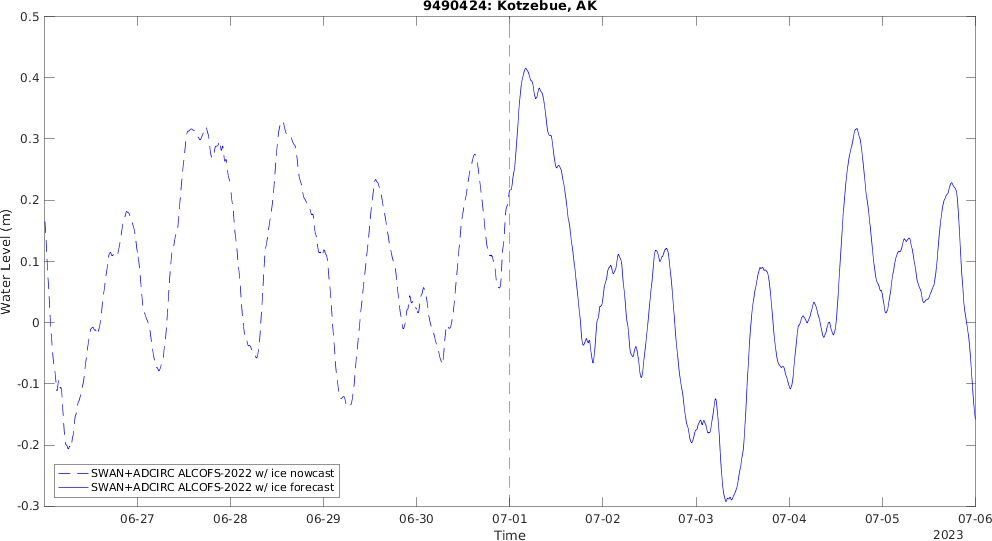 9490424: Kotzebue, AK
0.5
0.4
0.3
0.2
0.1
0
-0.1
-0.2
-0.3
Water Level (m)
SWAN+ADCIRC ALCOFS-2022 w/ ice nowcast
SWAN+ADCIRC ALCOFS-2022 w/ ice forecast
06-27 06-28 06-29 06-30 07-01 07-02 07-03 07-04 07-05 07-06
Time
2023